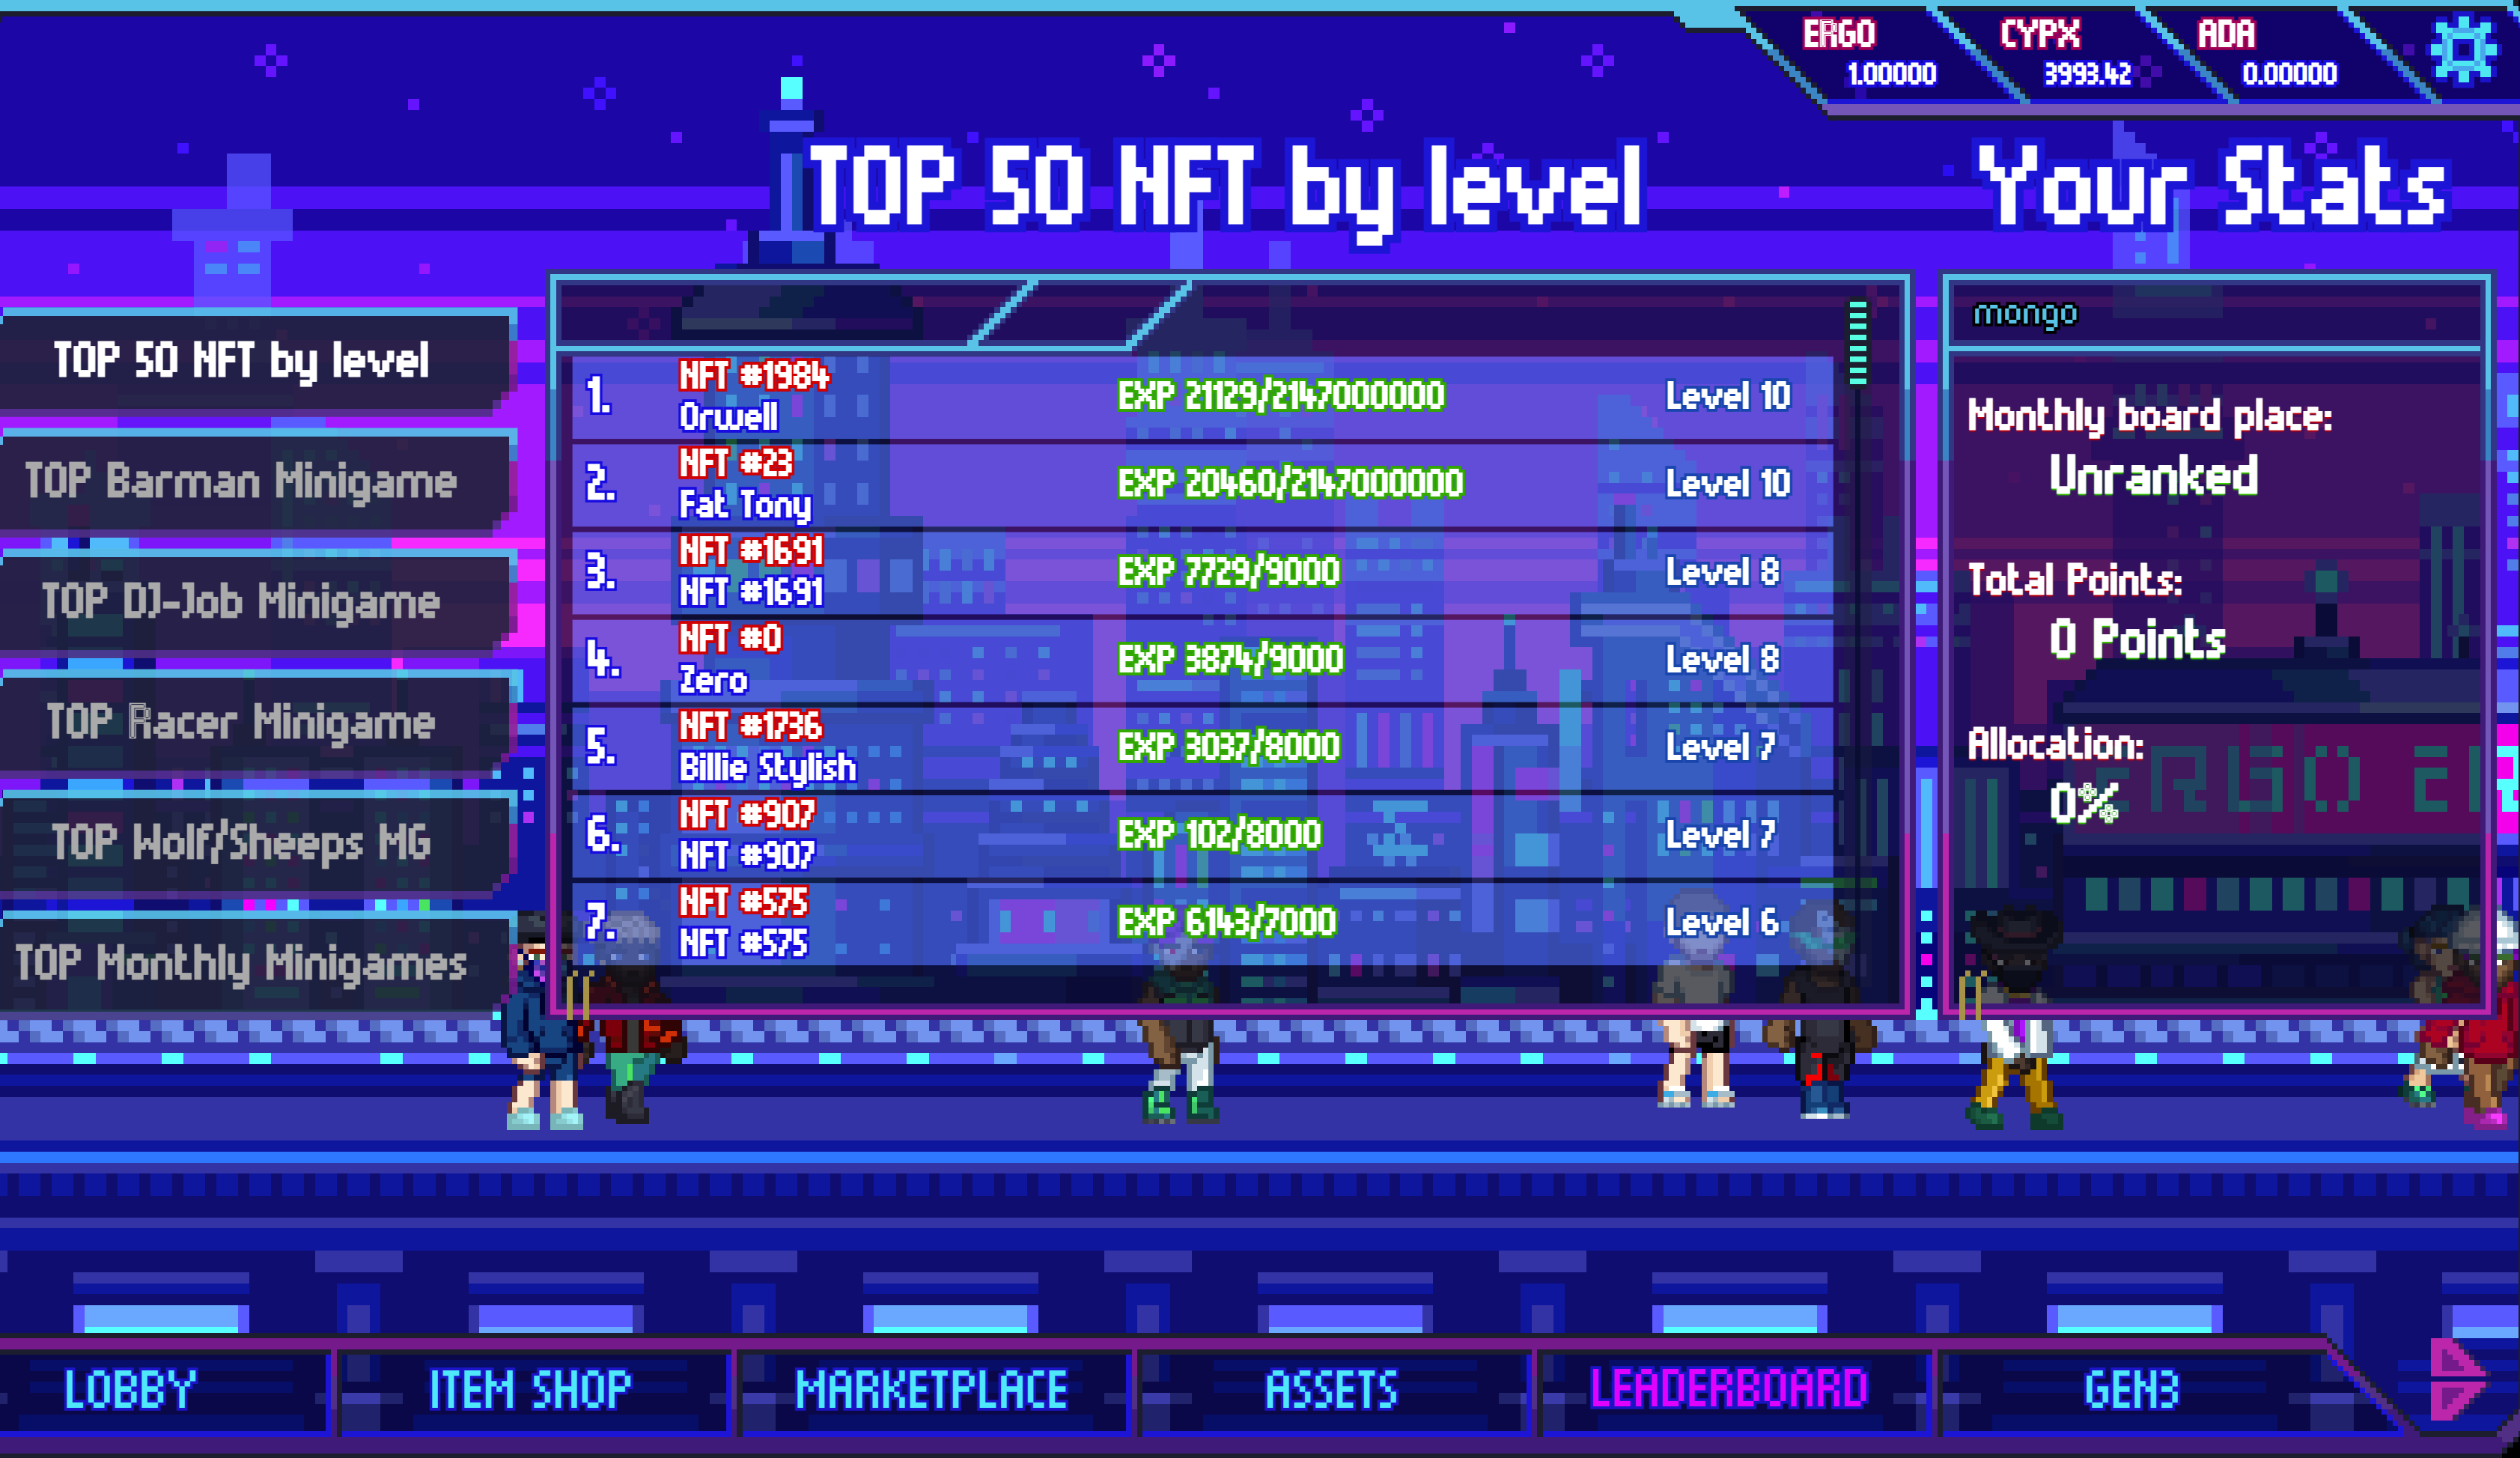 ERGO
1.00000
CYPX
3993.42
ADA
0.00000
TOP 50 NFT by level
Your Stats
TOP 50 NFT by level
TOP Barman Minigame
TOP DJ-Job Minigame
TOP Racer Minigame
TOP Wolf/Sheeps MG
TOP Monthly Minigames
1.
NFT #1984
Orwell
EXP 21129/2147000000
Level 10
2.
NFT #23
Fat Tony
EXP 20460/2147000000
Level 10
3.
NFT #1691
NFT #1691
EXP 7729/9000
Level 8
4.
NFT #0
Zero
EXP 3874/9000
Level 8
5.
NFT #1736
Billie Stylish
EXP 3037/8000
Level 7
6.
NFT #907
NFT #907
EXP 102/8000
Level 7
7.
NFT #575
NFT #575
EXP 6143/7000
Level 6
mongo
Monthly board place:
Unranked
Total Points:
0 Points
Allocation:
0%
ERGO
LOBBY
ITEM SHOP
MARKETPLACE
ASSETS
LEADERBOARD
GEN3